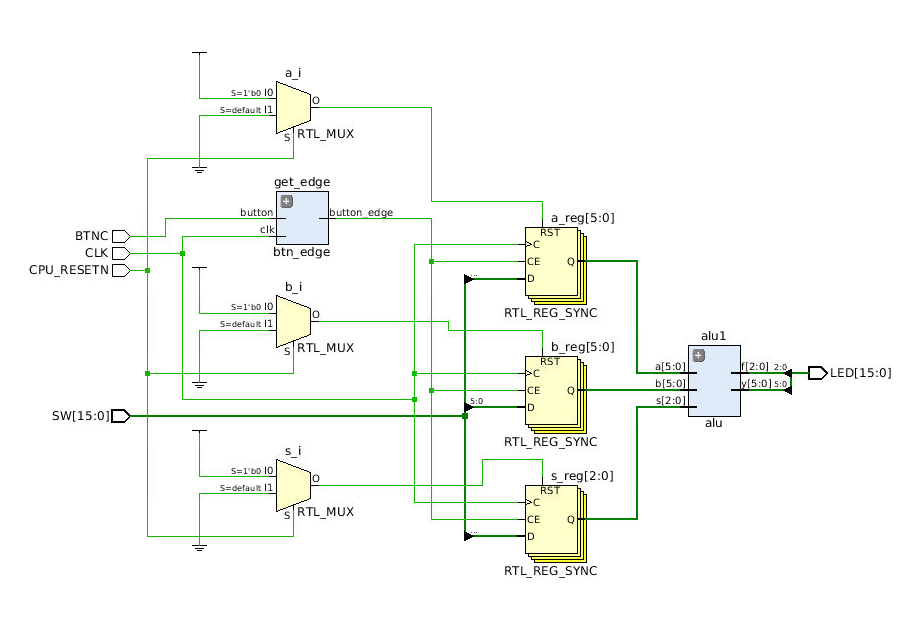 a_i
S=1'b0 I0
S=default I1
O
S
RTL_MUX
get_edge
button
button_edge
clk
btn_edge
BTNC
CLK
CPU_RESETN
b_i
S=1'b0 I0
S=default I1
O
S
RTL_MUX
SW[15:0]
s_i
S=1'b0 I0
S=default I1
O
S
RTL_MUX
a_reg[5:0]
RST
C
CE
Q
...
D
RTL_REG_SYNC
b_reg[5:0]
RST
C
CE
Q
5:0
D
RTL_REG_SYNC
s_reg[2:0]
RST
C
CE
Q
...
D
RTL_REG_SYNC
alu1
a[5:0]
f[2:0] 2:0
b[5:0]
y[5:0] 5:0
s[2:0]
alu
LED[15:0]